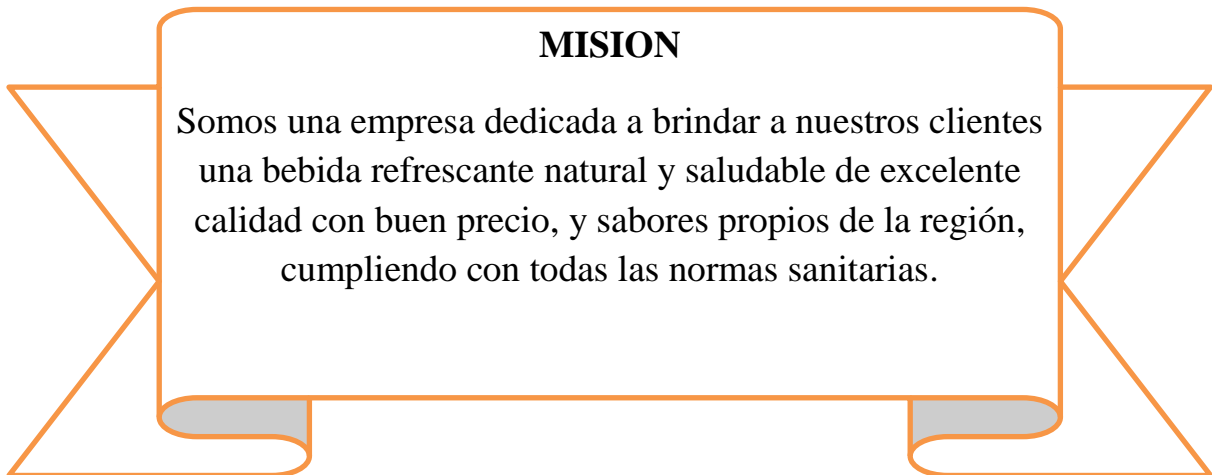 MISION
Somos una empresa dedicada a brindar a nuestros clientes
una bebida refrescante natural y saludable de excelente
calidad con buen precio, y sabores propios de la región,
cumpliendo con todas las normas sanitarias.